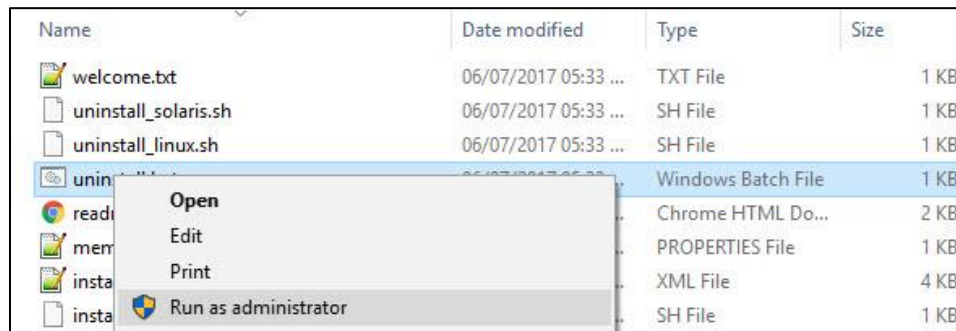 Name Date modified Type Size
welcome.txt 06/07/2017 05:33 ... TXT File 1 KB
uninstall_solaris.sh 06/07/2017 05:33 ... SH File 1 KB
uninstall_linux.sh 06/07/2017 05:33 ... SH File 1 KB
Windows Batch File 1 KB
Open
Chrome HTML Do... 2 KB
Edit
PROPERTIES File 1 KB
Print
XML File 4 KB
Run as administrator
SH File 1 KB